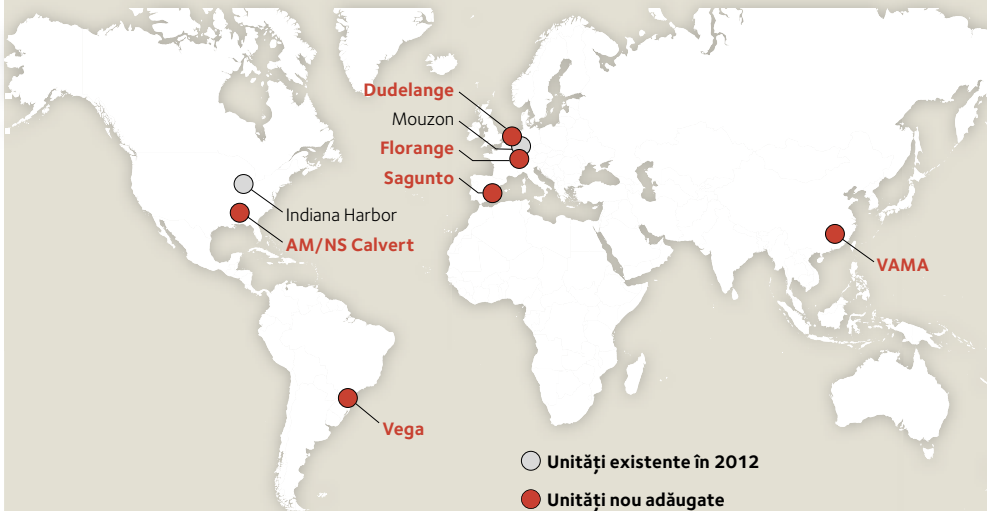 Dudelange
Mouzon
Florange
Sagunto
Indiana Harbor
AM/NS Calvert
VAMA
Vega
Unități existente în 2012
Unități nou adăugate